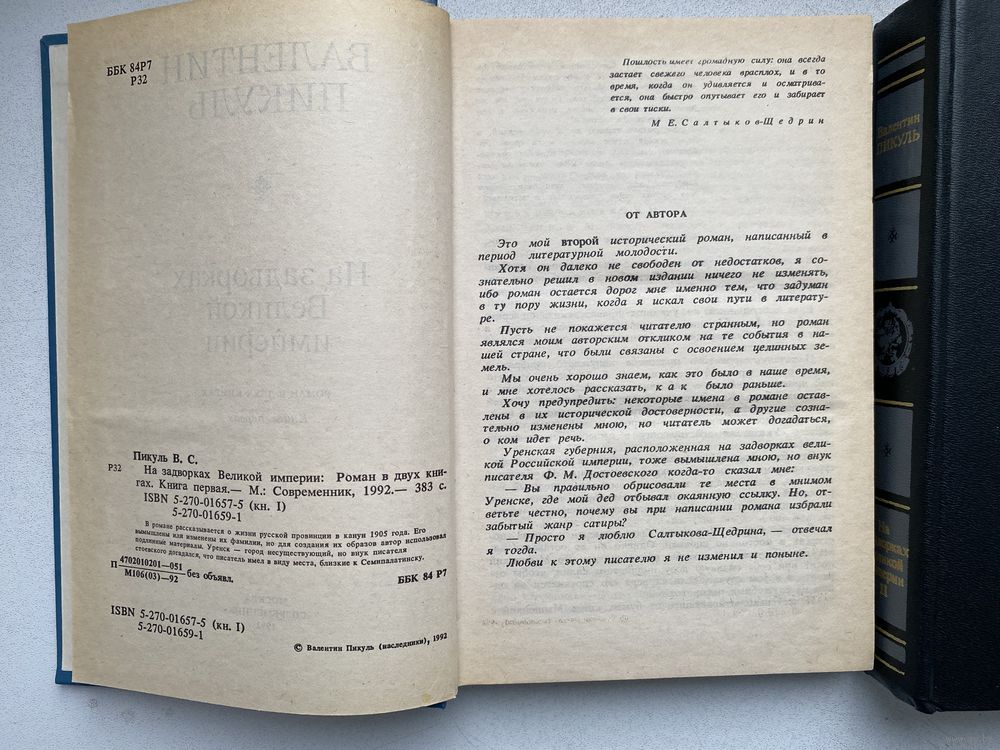 ББК 84Р7
Р32
Пикуль В. С.
Р32
На задворках Великой империи: Роман в двух кни-
гах. Книга первая.— М.: Современник, 1992.— 383 с.
ISBN 5-270-01657-5 (кн. I)
5-270-01659-1
В романе рассказывается о жизни русской провинции в канун 1905 года. Его
вымышлены или изменены их фамилии, но для создания их образов автор использовал
подлинные материалы. Уренск — город несуществующий, но внук писателя
стоевского догадался, что писатель имел в виду места, близкие к Семипалатинску.
П 4702010201—051
М106(03)—92 без объявл.
ББК 84 Р7
ISBN 5-270-01657-5 (кн. I)
5-270-01659-1
© Валентин Пикуль (наследники), 1992
Пошлость имеет громадную силу: она всегда
застает свежего человека врасплох, и в то
время, когда он удивляется и осматрива-
ется, она быстро опутывает его и забирает
в свои тиски.
М Е. Салтыков-Щедрин
ОТ АВТОРА
Это мой второй исторический роман, написанный в
период литературной молодости.
Хотя он далеко не свободен от недостатков, я со-
знательно решил в новом издании ничего не изменять,
ибо роман остается дорог мне именно тем, что задуман
в ту пору жизни, когда я искал свои пути в литерату-
ре.
Пусть не покажется читателю странным, но роман
являлся моим авторским откликом на те события в на-
шей стране, что были связаны с освоением целинных зе-
мель.
Мы очень хорошо знаем, как это было в наше время,
и мне хотелось рассказать, как было раньше.
Хочу предупредить: некоторые имена в романе остав-
лены в их исторической достоверности, а другие созна-
тельно изменены мною, но читатель может догадаться,
о ком идет речь.
Уренская губерния, расположенная на задворках вели-
кой Российской империи, тоже вымышлена мною, но внук
писателя Ф. М. Достоевского когда-то сказал мне:
— Вы правильно обрисовали те места в мнимом
Уренске, где мой дед отбывал окаянную ссылку. Но, от-
ветьте честно, почему вы при написании романа избрали
забытый жанр сатиры?
— Просто я люблю Салтыкова-Щедрина, — отвечал
я тогда.
Любви к этому писателю я не изменил и поныне.
Валентин
ПИКУЛЬ
На
II